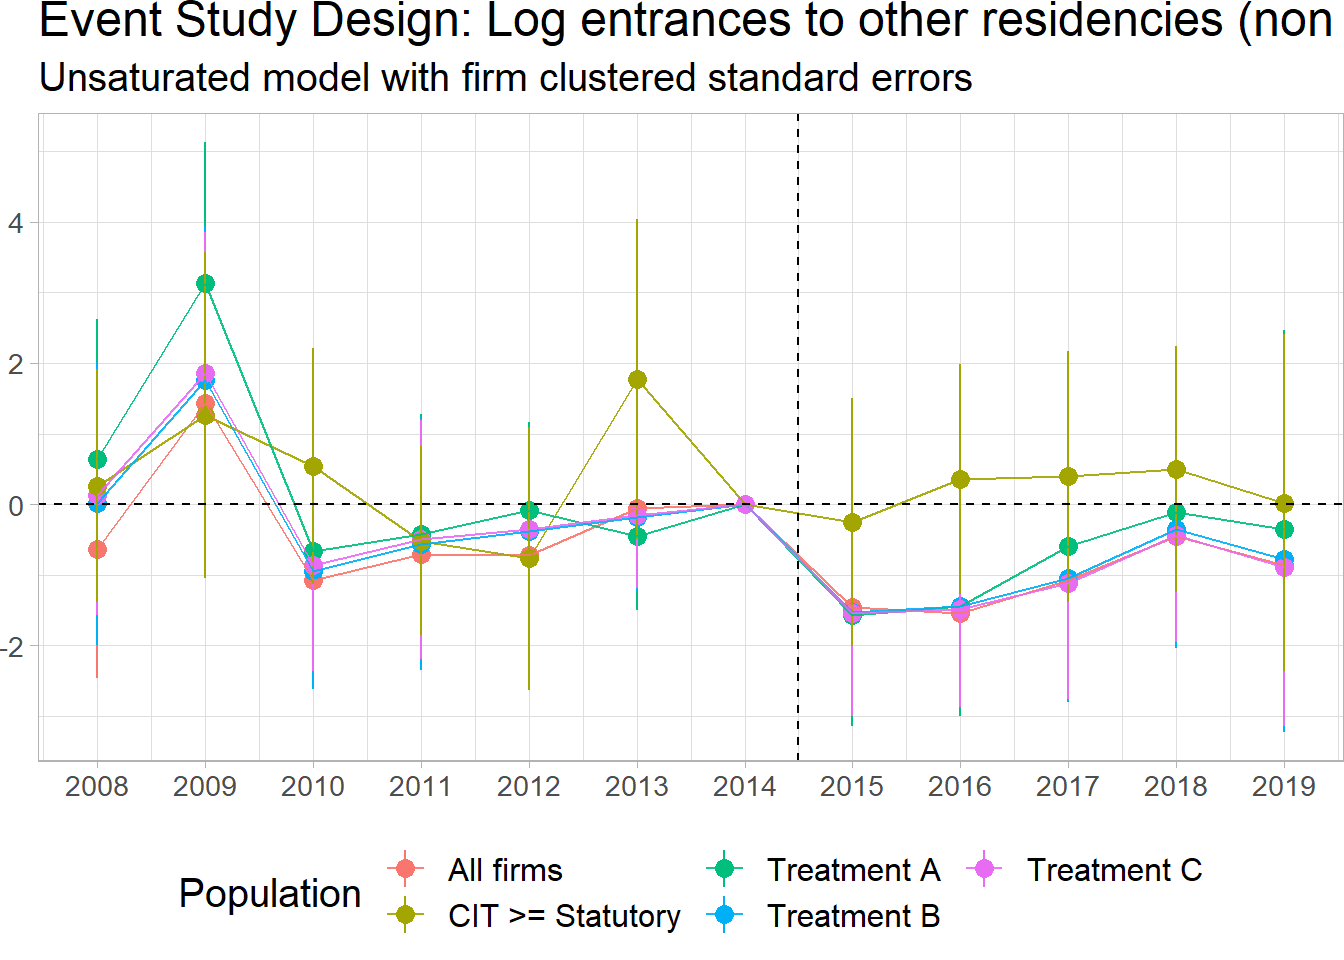 Event Study Design: Log entrances to other residencies (non
Unsaturated model with firm clustered standard errors
4
2
0
-2
2008 2009 2010 2011 2012 2013 2014 2015 2016 2017 2018 2019
Population
All firms
CIT >= Statutory
Treatment A
Treatment B
Treatment C